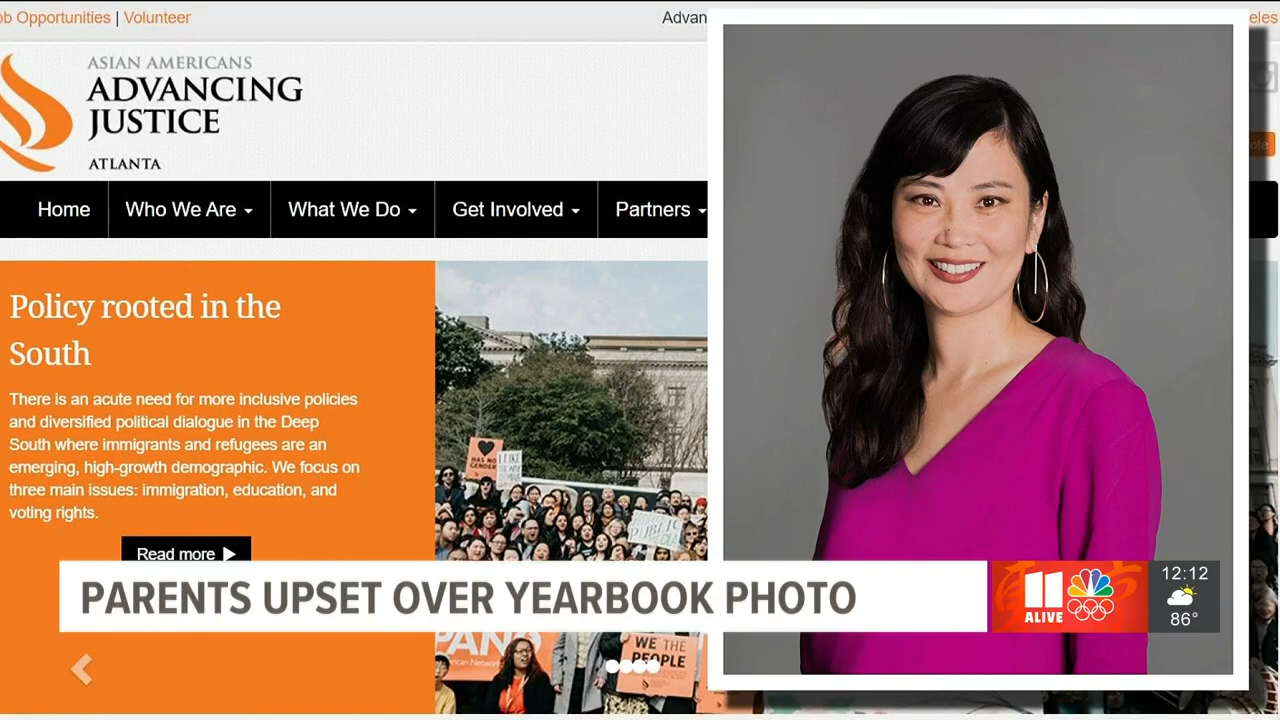 ob Opportunities | Volunteer
Advan
eles
ASIAN AMERICANS
ADVANCING
JUSTICE
ATLANTA
Home
Who We Are
What We Do
Get Involved
Partners
Policy rooted in the
South
There is an acute need for more inclusive policies
and diversified political dialogue in the Deep
South where immigrants and refugees are an
emerging, high-growth demographic. We focus on
three main issues: immigration, education, and
voting rights.
Read more
HAS NO
GENDER
PARENTS UPSET OVER YEARBOOK PHOTO
11
ALIVE
12:12
86°
WE THE
PEOPLE